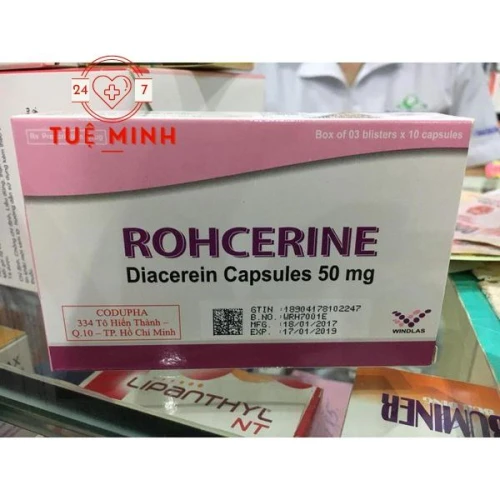 24 7
TUỆ MINH
Box of 03 blisters x 10 capsules
ROHCERINE
Diacerein Capsules 50 mg
CODUPHA
334 Tô Hiến Thành –
Q.10 – TP. Hồ Chí Minh
GTIN :18904178102247
B.NO.:WRH7001E
MFG. :18/01/2017
EXP. :17/01/2019
WINDLAS
LIPANTHYL
NT
BUMINER